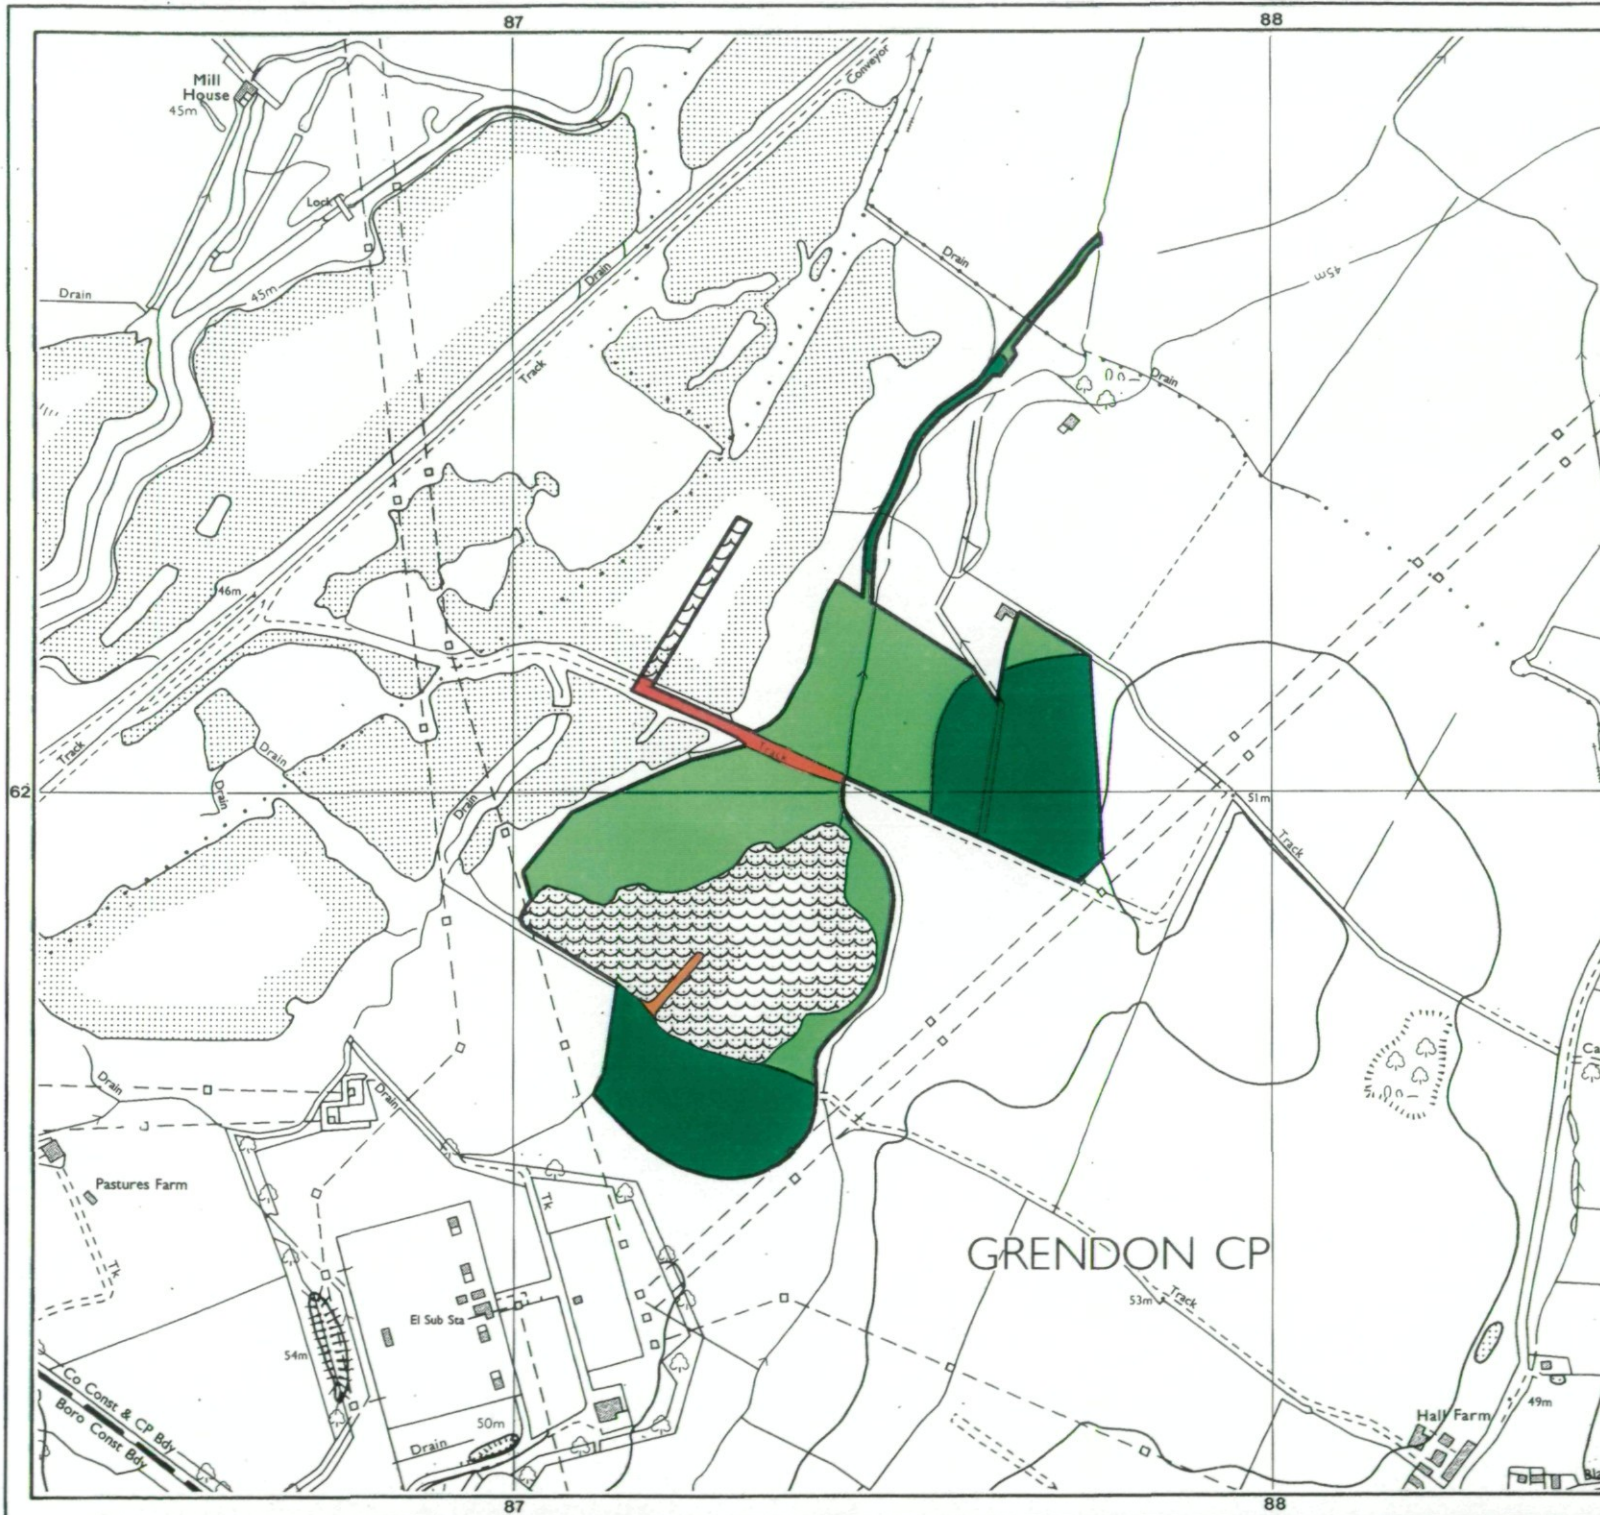 87
88
Mill
House
45m
Conveyor
Lock
Drain
45m
Drain
Drain
45m
Track
Drain
46m
Track
Track
62
Drain
Drain
Drain
51m
Track
Drain
Drain
Ca
Pastures Farm
Tk
Tk
GRENDON CP
53m
Track
El Sub Sta
54m
Co Const & CP Bdy
Boro Const Bdy
50m
Drain
49m
Hall Farm
Bla
87
88